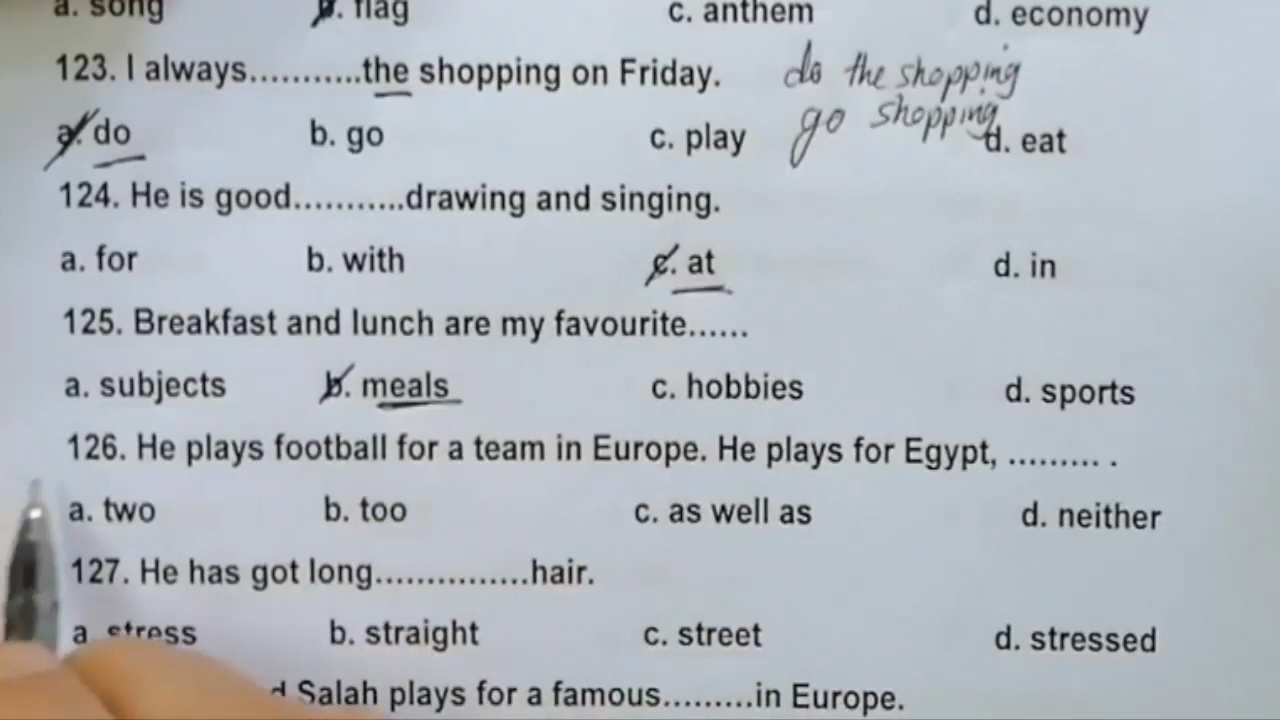 a. song b. flag c. anthem d. economy
123. I always...........the shopping on Friday. do the shopping
go shopping
a. do b. go c. play d. eat
124. He is good...........drawing and singing.
a. for b. with c. at d. in
125. Breakfast and lunch are my favourite......
a. subjects b. meals c. hobbies d. sports
126. He plays football for a team in Europe. He plays for Egypt, ......... .
a. two b. too c. as well as d. neither
127. He has got long...............hair.
a. stress b. straight c. street d. stressed
Salah plays for a famous.........in Europe.